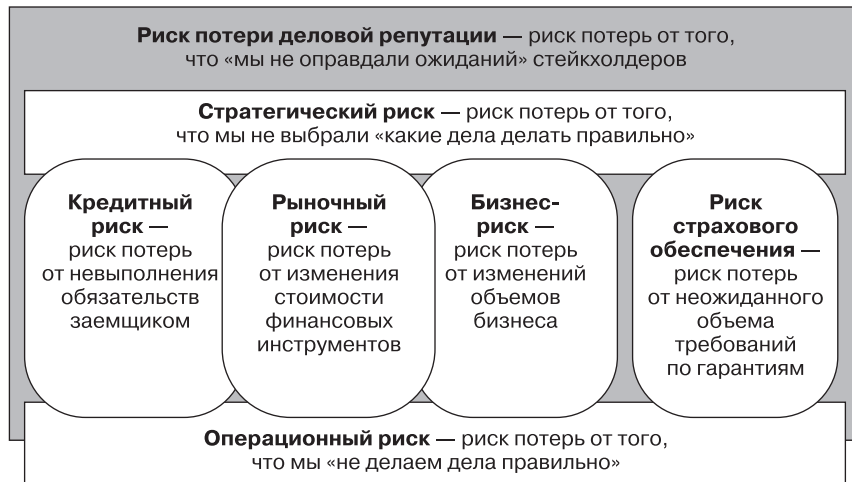 Риск потери деловой репутации — риск потерь от того,
что «мы не оправдали ожиданий» стейкхолдеров
Стратегический риск — риск потерь от того,
что мы не выбрали «какие дела делать правильно»
Кредитный
риск —
риск потерь
от невыполнения
обязательств
заемщиком
Рыночный
риск —
риск потерь
от изменения
стоимости
финансовых
инструментов
Бизнес-
риск —
риск потерь
от изменений
объемов
бизнеса
Риск
страхового
обеспечения —
риск потерь
от неожиданного
объема
требований
по гарантиям
Операционный риск — риск потерь от того,
что мы «не делаем дела правильно»